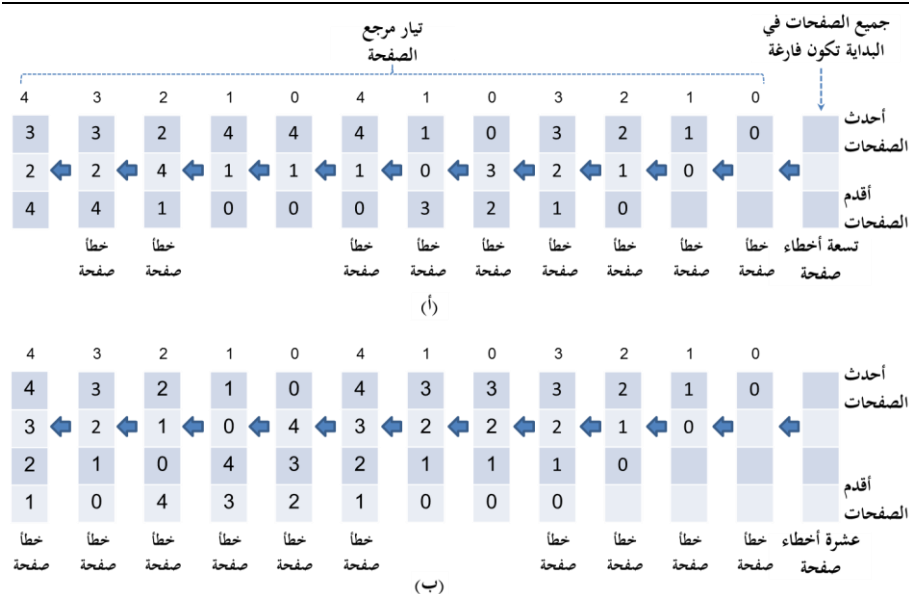 جميع الصفحات في
البداية تكون فارغة
تيار مرجع
الصفحة
0 1 2 3 0 1 4 0 1 2 3 4
أحدث
الصفحات
0 1 2 3 0 1 4 4 4 2 3 3
0 1 2 3 0 1 1 1 4 2 2
أقدم
الصفحات
0 1 2 3 0 0 0 1 4 4
تسعة أخطاء خطأ خطأ خطأ خطأ خطأ خطأ خطأ خطأ خطأ
صفحة صفحة صفحة صفحة صفحة صفحة صفحة صفحة صفحة صفحة
(أ)
0 1 2 3 0 1 4 0 1 2 3 4
أحدث
الصفحات
0 1 2 3 3 3 4 0 1 2 3 4
0 1 2 2 2 3 4 0 1 2 3
0 1 1 1 2 3 4 0 1 2
أقدم
الصفحات
0 0 0 1 2 3 4 0 1
عشرة أخطاء خطأ خطأ خطأ خطأ خطأ خطأ خطأ خطأ خطأ خطأ
صفحة صفحة صفحة صفحة صفحة صفحة صفحة صفحة صفحة صفحة صفحة
(ب)